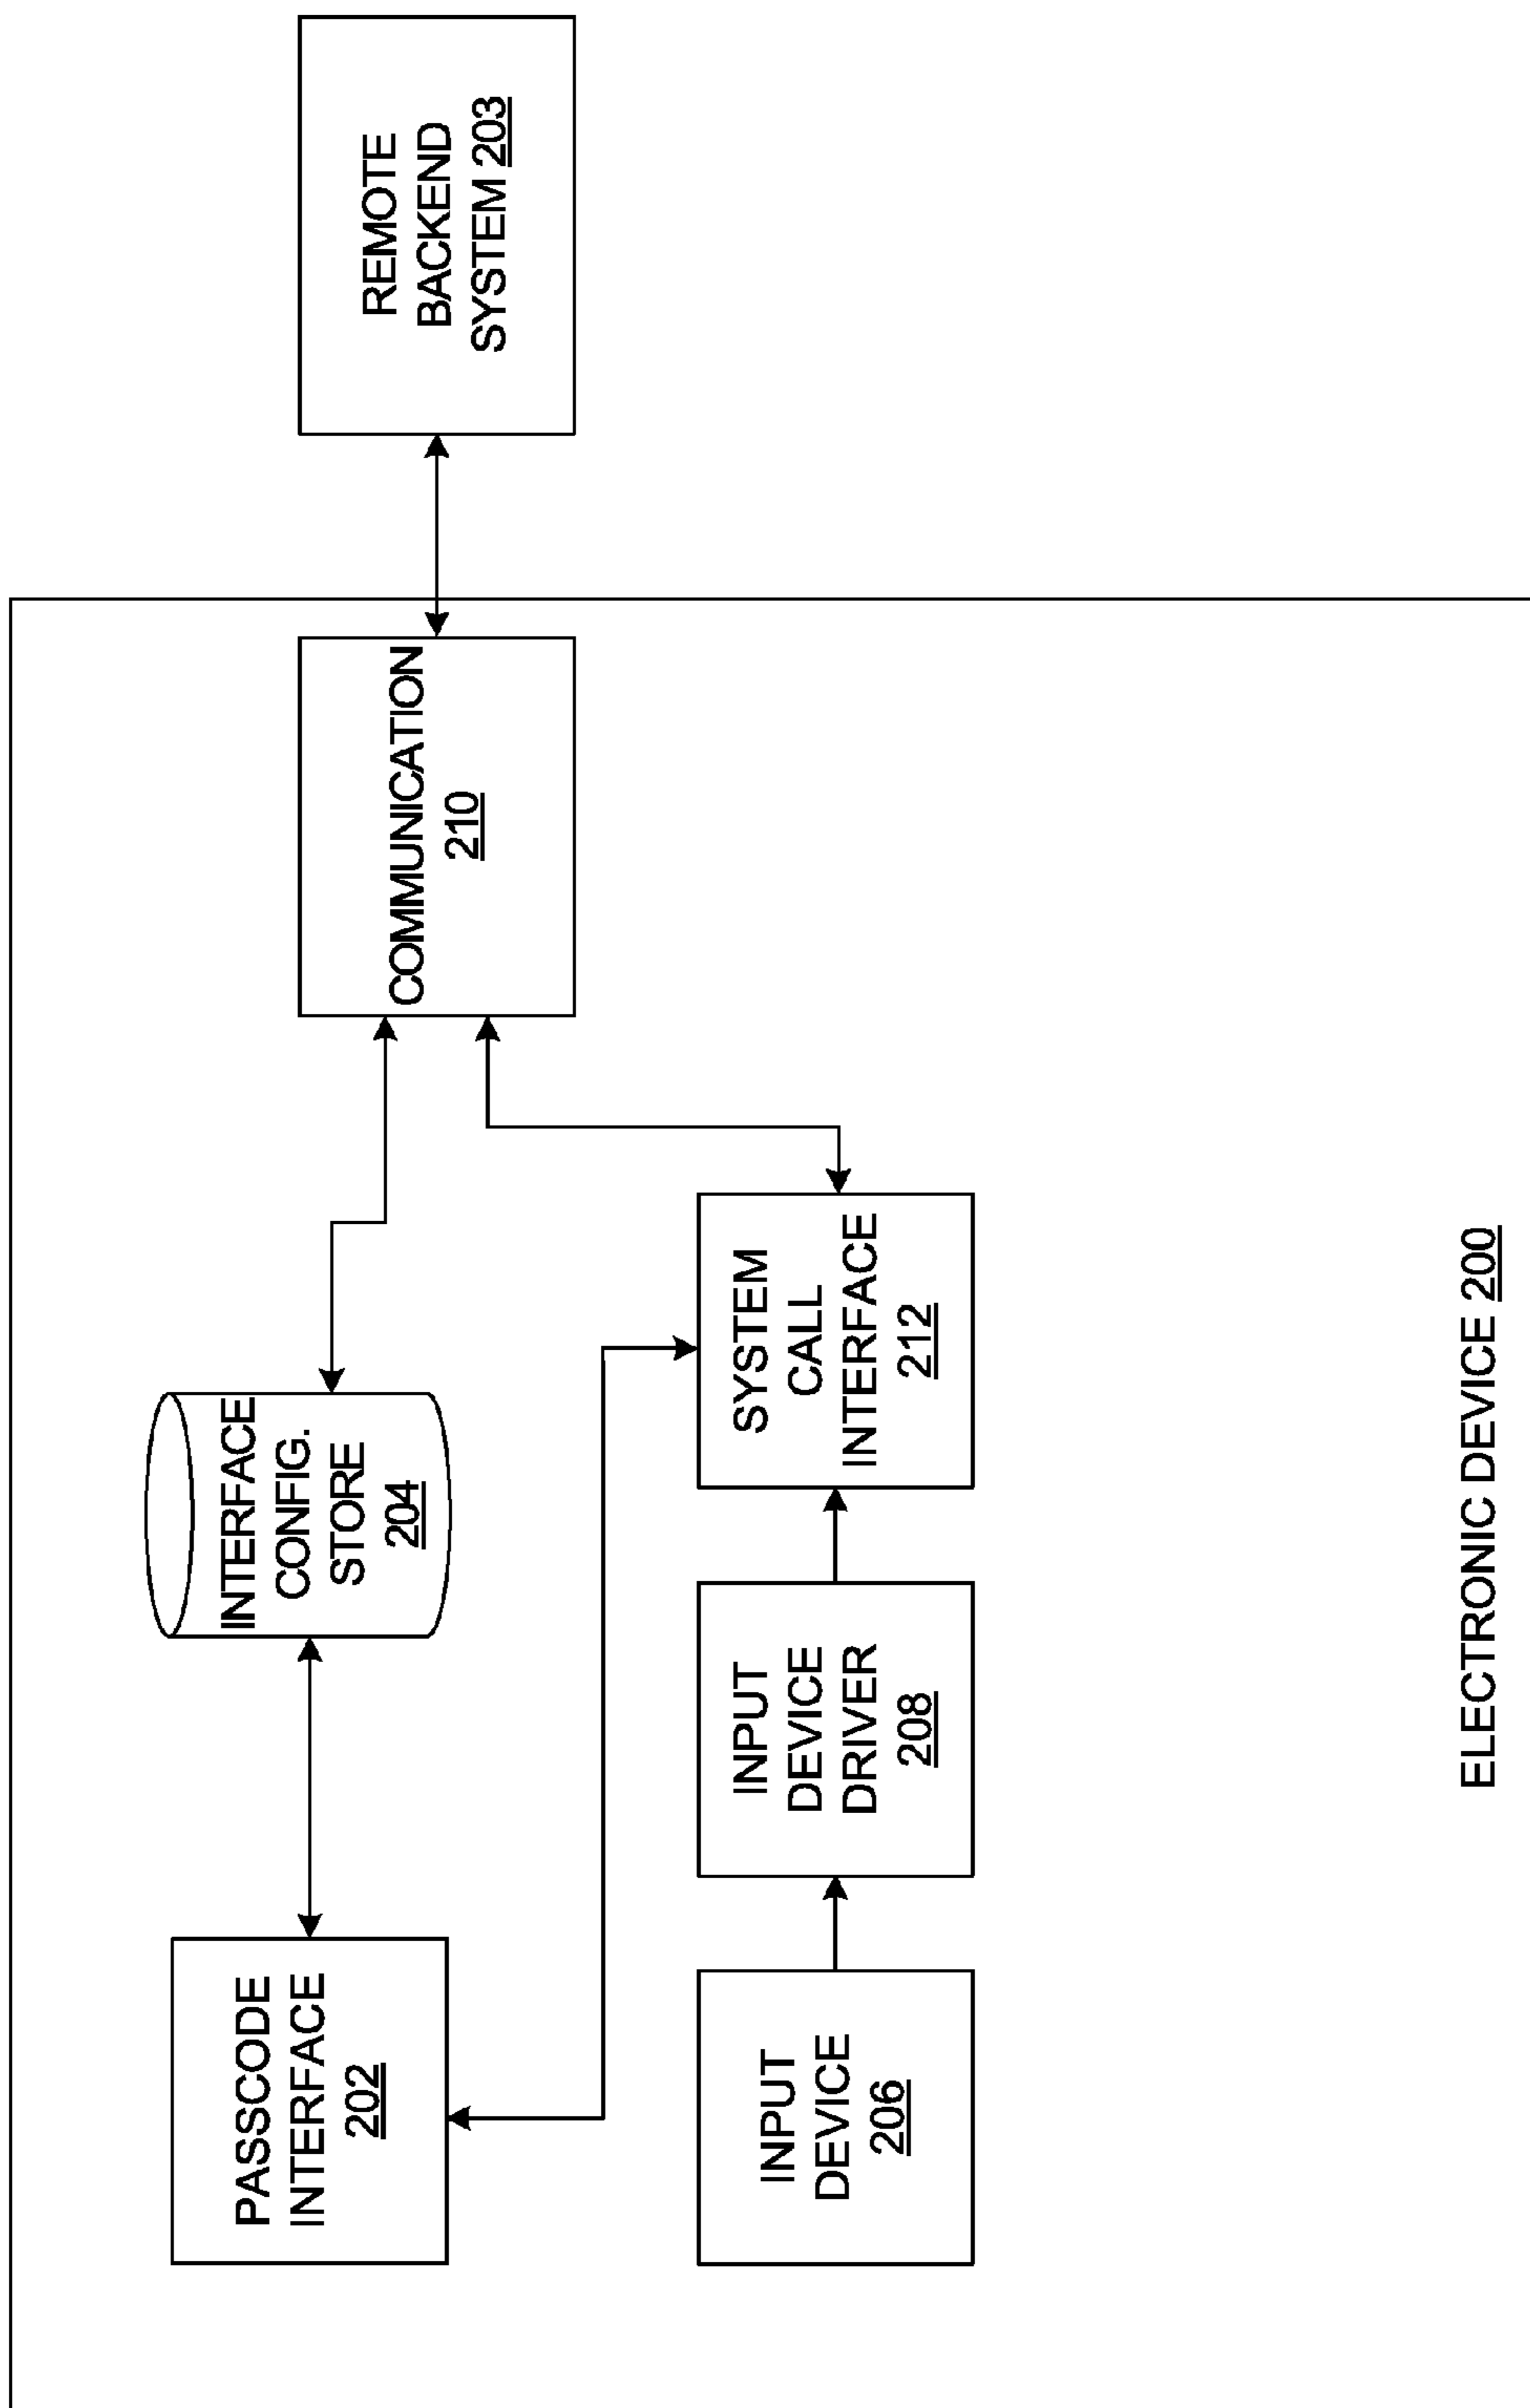 PASSCODE
INTERFACE
202
INTERFACE
CONFIG.
STORE
204
COMMUNICATION
210
REMOTE
BACKEND
SYSTEM 203
INPUT
DEVICE
206
INPUT
DEVICE
DRIVER
208
SYSTEM
CALL
INTERFACE
212
ELECTRONIC DEVICE 200